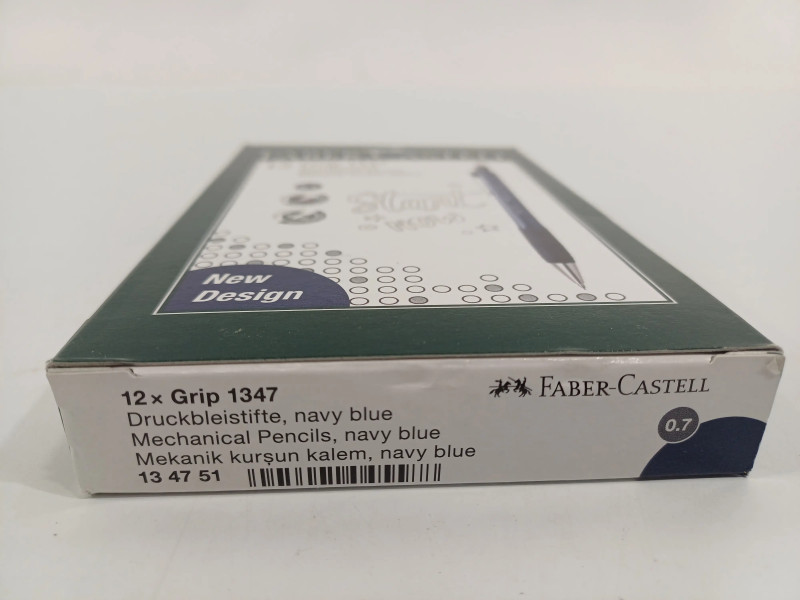 New
Design
12 x Grip 1347
Druckbleistifte, navy blue
Mechanical Pencils, navy blue
Mekanik kurşun kalem, navy blue
13 47 51
FABER-CASTELL
0.7